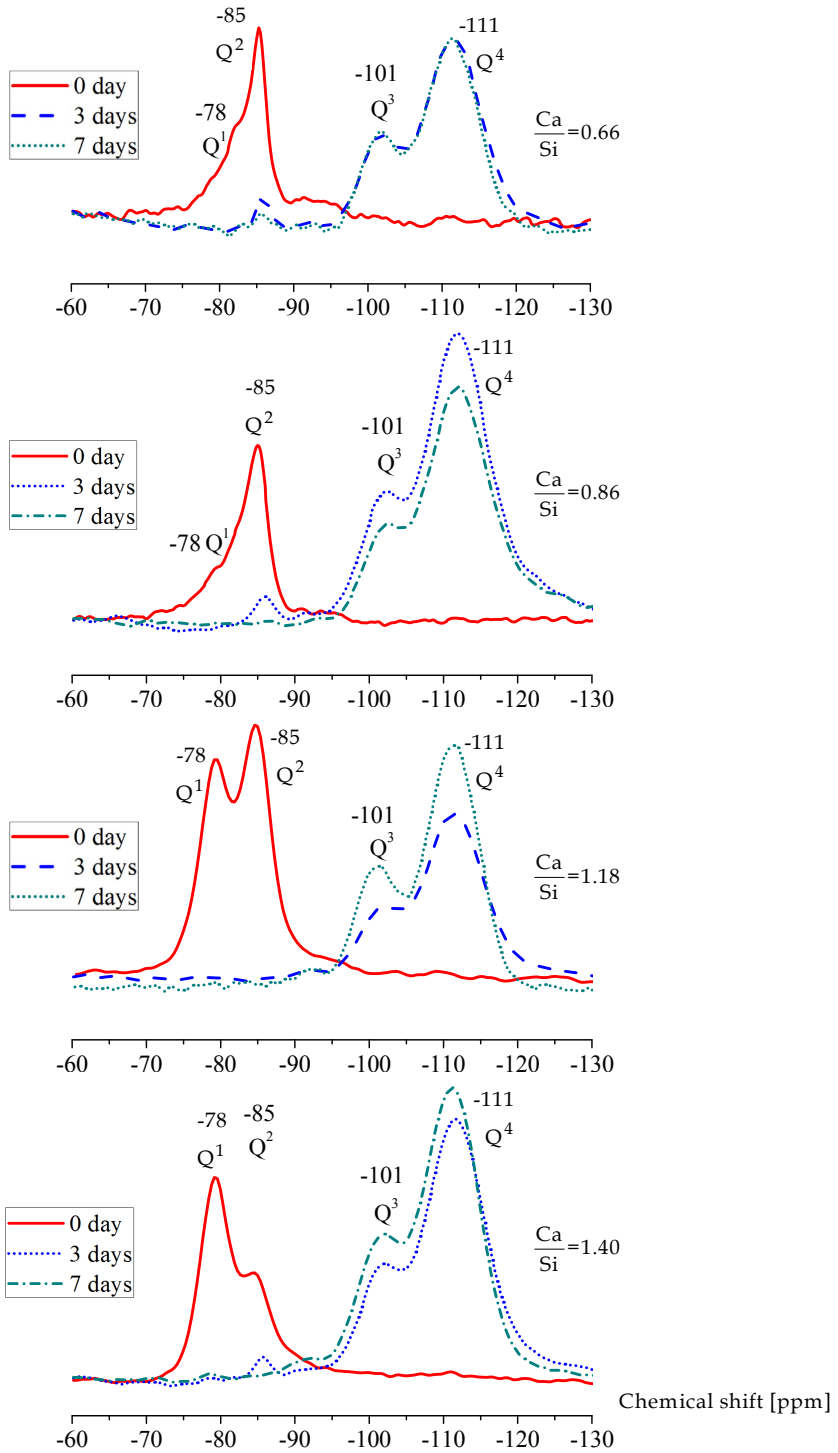 -85
Q²
-111
Q⁴
-101
Q³
-78
Q¹
0 day
3 days
7 days
Ca
Si
=0.66
-60 -70 -80 -90 -100 -110 -120 -130
-111
Q⁴
-85
Q²
-101
Q³
-78 Q¹
0 day
3 days
7 days
Ca
Si
=0.86
-60 -70 -80 -90 -100 -110 -120 -130
-78
Q¹
-85
Q²
-111
Q⁴
-101
Q³
0 day
3 days
7 days
Ca
Si
=1.18
-60 -70 -80 -90 -100 -110 -120 -130
-78
Q¹
-85
Q²
-111
Q⁴
-101
Q³
0 day
3 days
7 days
Ca
Si
=1.40
Chemical shift [ppm]
-60 -70 -80 -90 -100 -110 -120 -130